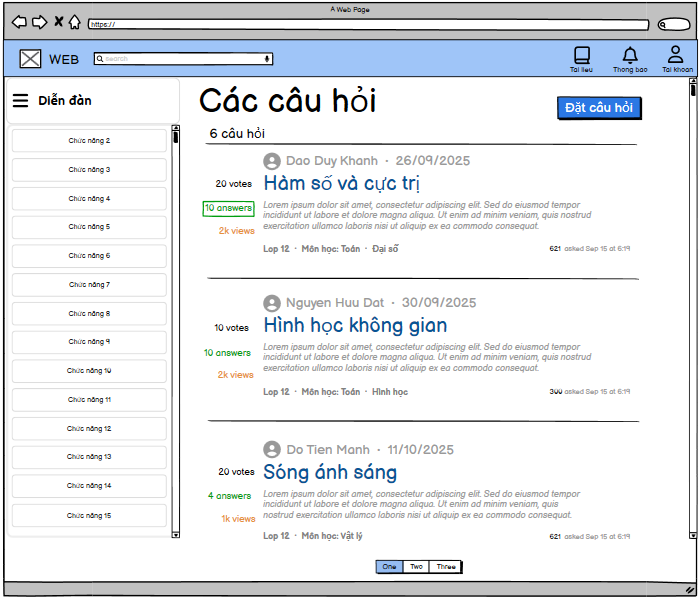 A Web Page
https://
WEB
search
Tai lieu
Thong bao
Tai khoan
Diễn đàn
Chức năng 2
Chức năng 3
Chức năng 4
Chức năng 5
Chức năng 6
Chức năng 7
Chức năng 8
Chức năng 9
Chức năng 10
Chức năng 11
Chức năng 12
Chức năng 13
Chức năng 14
Chức năng 15
Các câu hỏi
Đặt câu hỏi
6 câu hỏi
Dao Duy Khanh · 26/09/2025
20 votes
Hàm số và cực trị
10 answers
2k views
Lorem ipsum dolor sit amet, consectetur adipiscing elit. Sed do eiusmod tempor
incididunt ut labore et dolore magna aliqua. Ut enim ad minim veniam, quis nostrud
exercitation ullamco laboris nisi ut aliquip ex ea commodo consequat.
Lop 12 · Môn học: Toán · Đại số
621 asked Sep 15 at 6:19
Nguyen Huu Dat · 30/09/2025
10 votes
Hình học không gian
10 answers
2k views
Lorem ipsum dolor sit amet, consectetur adipiscing elit. Sed do eiusmod tempor
incididunt ut labore et dolore magna aliqua. Ut enim ad minim veniam, quis nostrud
exercitation ullamco laboris nisi ut aliquip ex ea commodo consequat.
Lop 12 · Môn học: Toán · Hình học
300 asked Sep 15 at 6:19
Do Tien Manh · 11/10/2025
20 votes
Sóng ánh sáng
4 answers
1k views
Lorem ipsum dolor sit amet, consectetur adipiscing elit. Sed do eiusmod tempor
incididunt ut labore et dolore magna aliqua. Ut enim ad minim veniam, quis
nostrud exercitation ullamco laboris nisi ut aliquip ex ea commodo consequat.
Lop 12 · Môn học: Vật lý
621 asked Sep 15 at 6:19
One Two Three